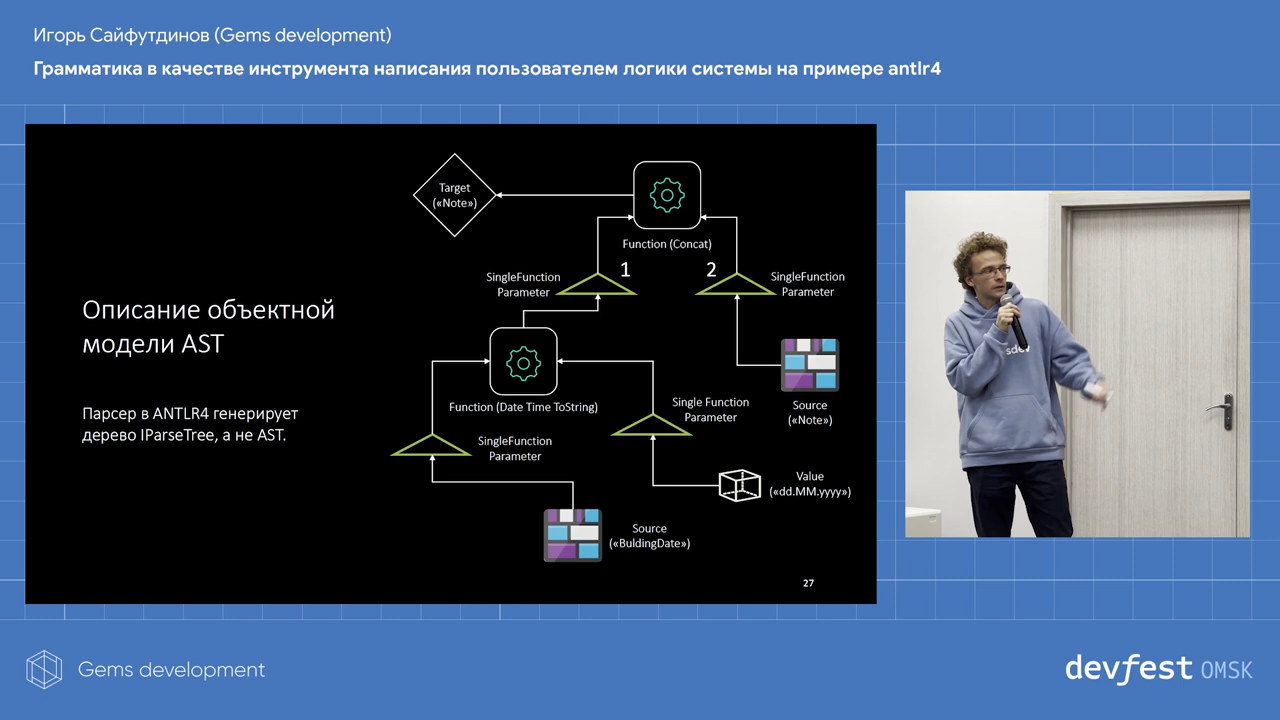 Игорь Сайфутдинов (Gems development)
Грамматика в качестве инструмента написания пользователем логики системы на примере antlr4
Описание объектной
модели AST
Парсер в ANTLR4 генерирует
дерево IParseTree, а не AST.
Target
(«Note»)
Function (Concat)
SingleFunction
Parameter
1
2
SingleFunction
Parameter
Function (Date Time ToString)
Single Function
Parameter
Source
(«Note»)
SingleFunction
Parameter
Value
(«dd.MM.yyyy»)
Source
(«BuldingDate»)
27
sdev
Gems development
devfest OMSK